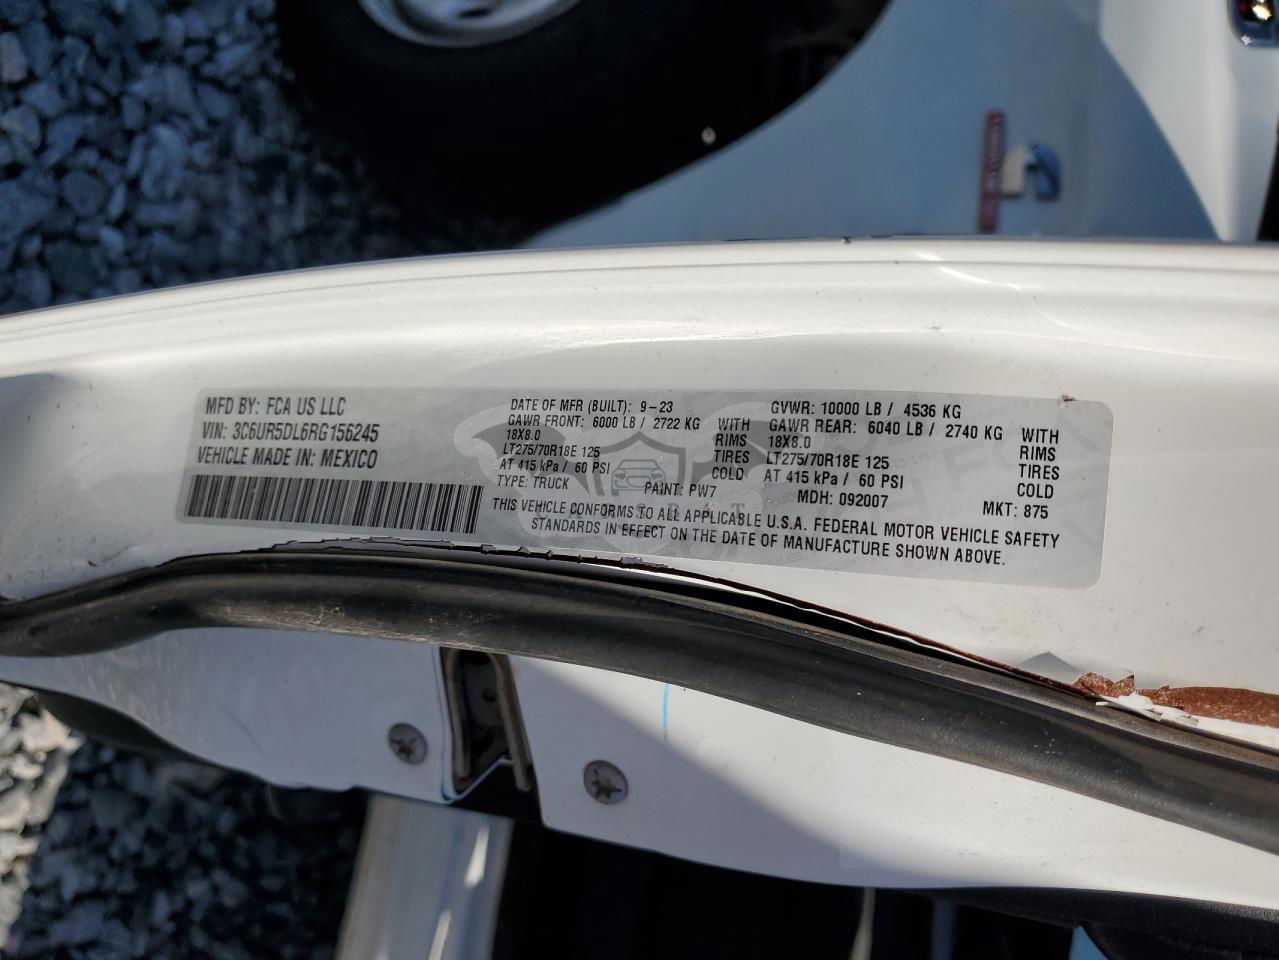 MFD BY: FCA US LLC
VIN: 3C6UR5DL6RG156245
VEHICLE MADE IN: MEXICO
DATE OF MFR (BUILT): 9-23
GAWR FRONT: 6000 LB / 2722 KG WITH
18X8.0 RIMS
LT275/70R18E 125 TIRES
AT 415 kPa / 60 PSI COLD
TYPE: TRUCK PAINT: PW7
GVWR: 10000 LB / 4536 KG
GAWR REAR: 6040 LB / 2740 KG WITH
18X8.0 RIMS
LT275/70R18E 125 TIRES
AT 415 kPa / 60 PSI COLD
MDH: 092007 MKT: 875
THIS VEHICLE CONFORMS TO ALL APPLICABLE U.S.A. FEDERAL MOTOR VEHICLE SAFETY
STANDARDS IN EFFECT ON THE DATE OF MANUFACTURE SHOWN ABOVE.